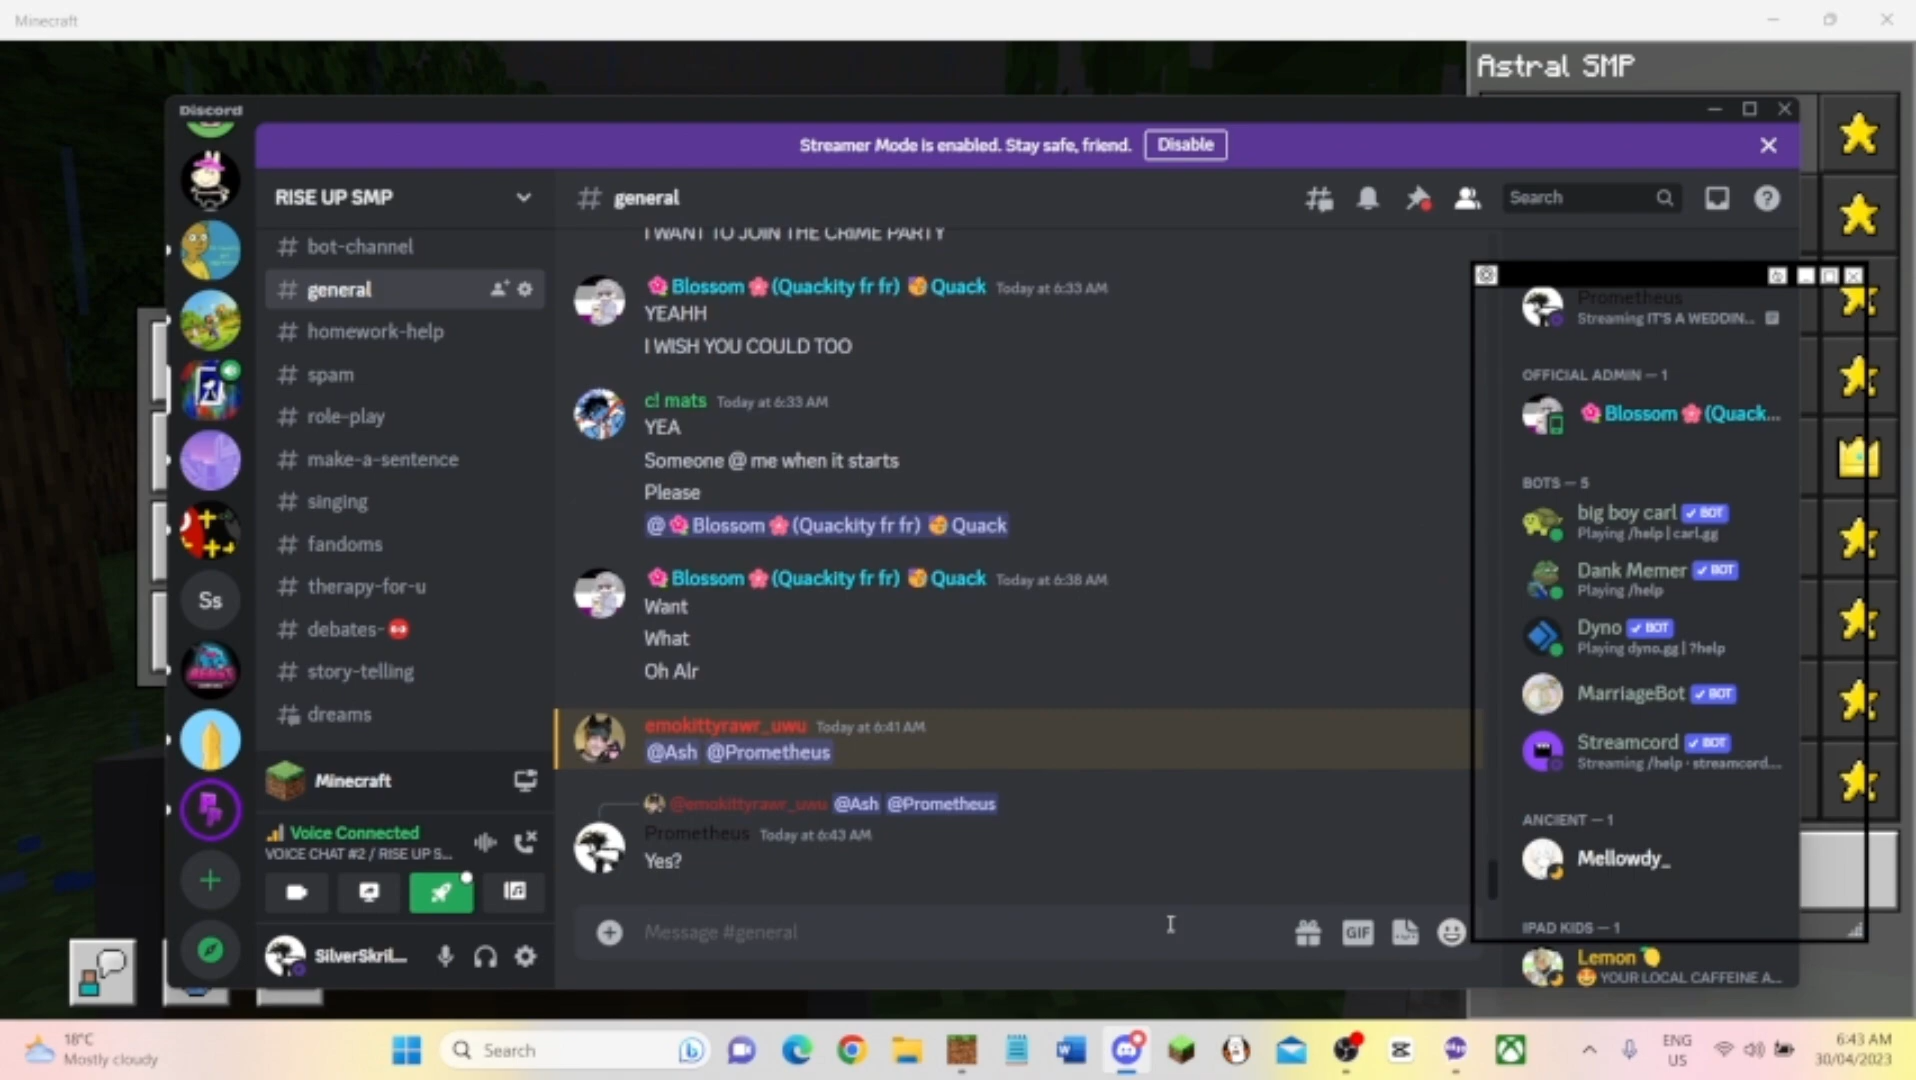 Minecraft
Astral SMP
Discord
Streamer Mode is enabled. Stay safe, friend.
Disable
RISE UP SMP
general
Search
bot-channel
general
homework-help
spam
role-play
make-a-sentence
singing
fandoms
therapy-for-u
debates-
story-telling
dreams
Ss
Minecraft
Voice Connected
VOICE CHAT #2 / RISE UP S...
SilverSkril...
I WANT TO JOIN THE CRIME PARTY
Blossom (Quackity fr fr) Quack Today at 6:33 AM
YEAHH
I WISH YOU COULD TOO
c! mats Today at 6:33 AM
YEA
Someone @ me when it starts
Please
@ Blossom (Quackity fr fr) Quack
Blossom (Quackity fr fr) Quack Today at 6:38 AM
Want
What
Oh Alr
emokittyrawr_uwu Today at 6:41 AM
@Ash @Prometheus
@emokittyrawr_uwu @Ash @Prometheus
Prometheus Today at 6:43 AM
Yes?
Message #general
GIF
Prometheus
Streaming IT'S A WEDDIN...
OFFICIAL ADMIN — 1
Blossom (Quack...
BOTS — 5
big boy carl BOT
Playing /help | carl.gg
Dank Memer BOT
Playing /help
Dyno BOT
Playing dyno.gg | ?help
MarriageBot BOT
Streamcord BOT
Streaming /help · streamcord...
ANCIENT — 1
Mellowdy_
IPAD KIDS — 1
Lemon
YOUR LOCAL CAFFEINE A...
18°C
Mostly cloudy
Search
ENG
US
6:43 AM
30/04/2023